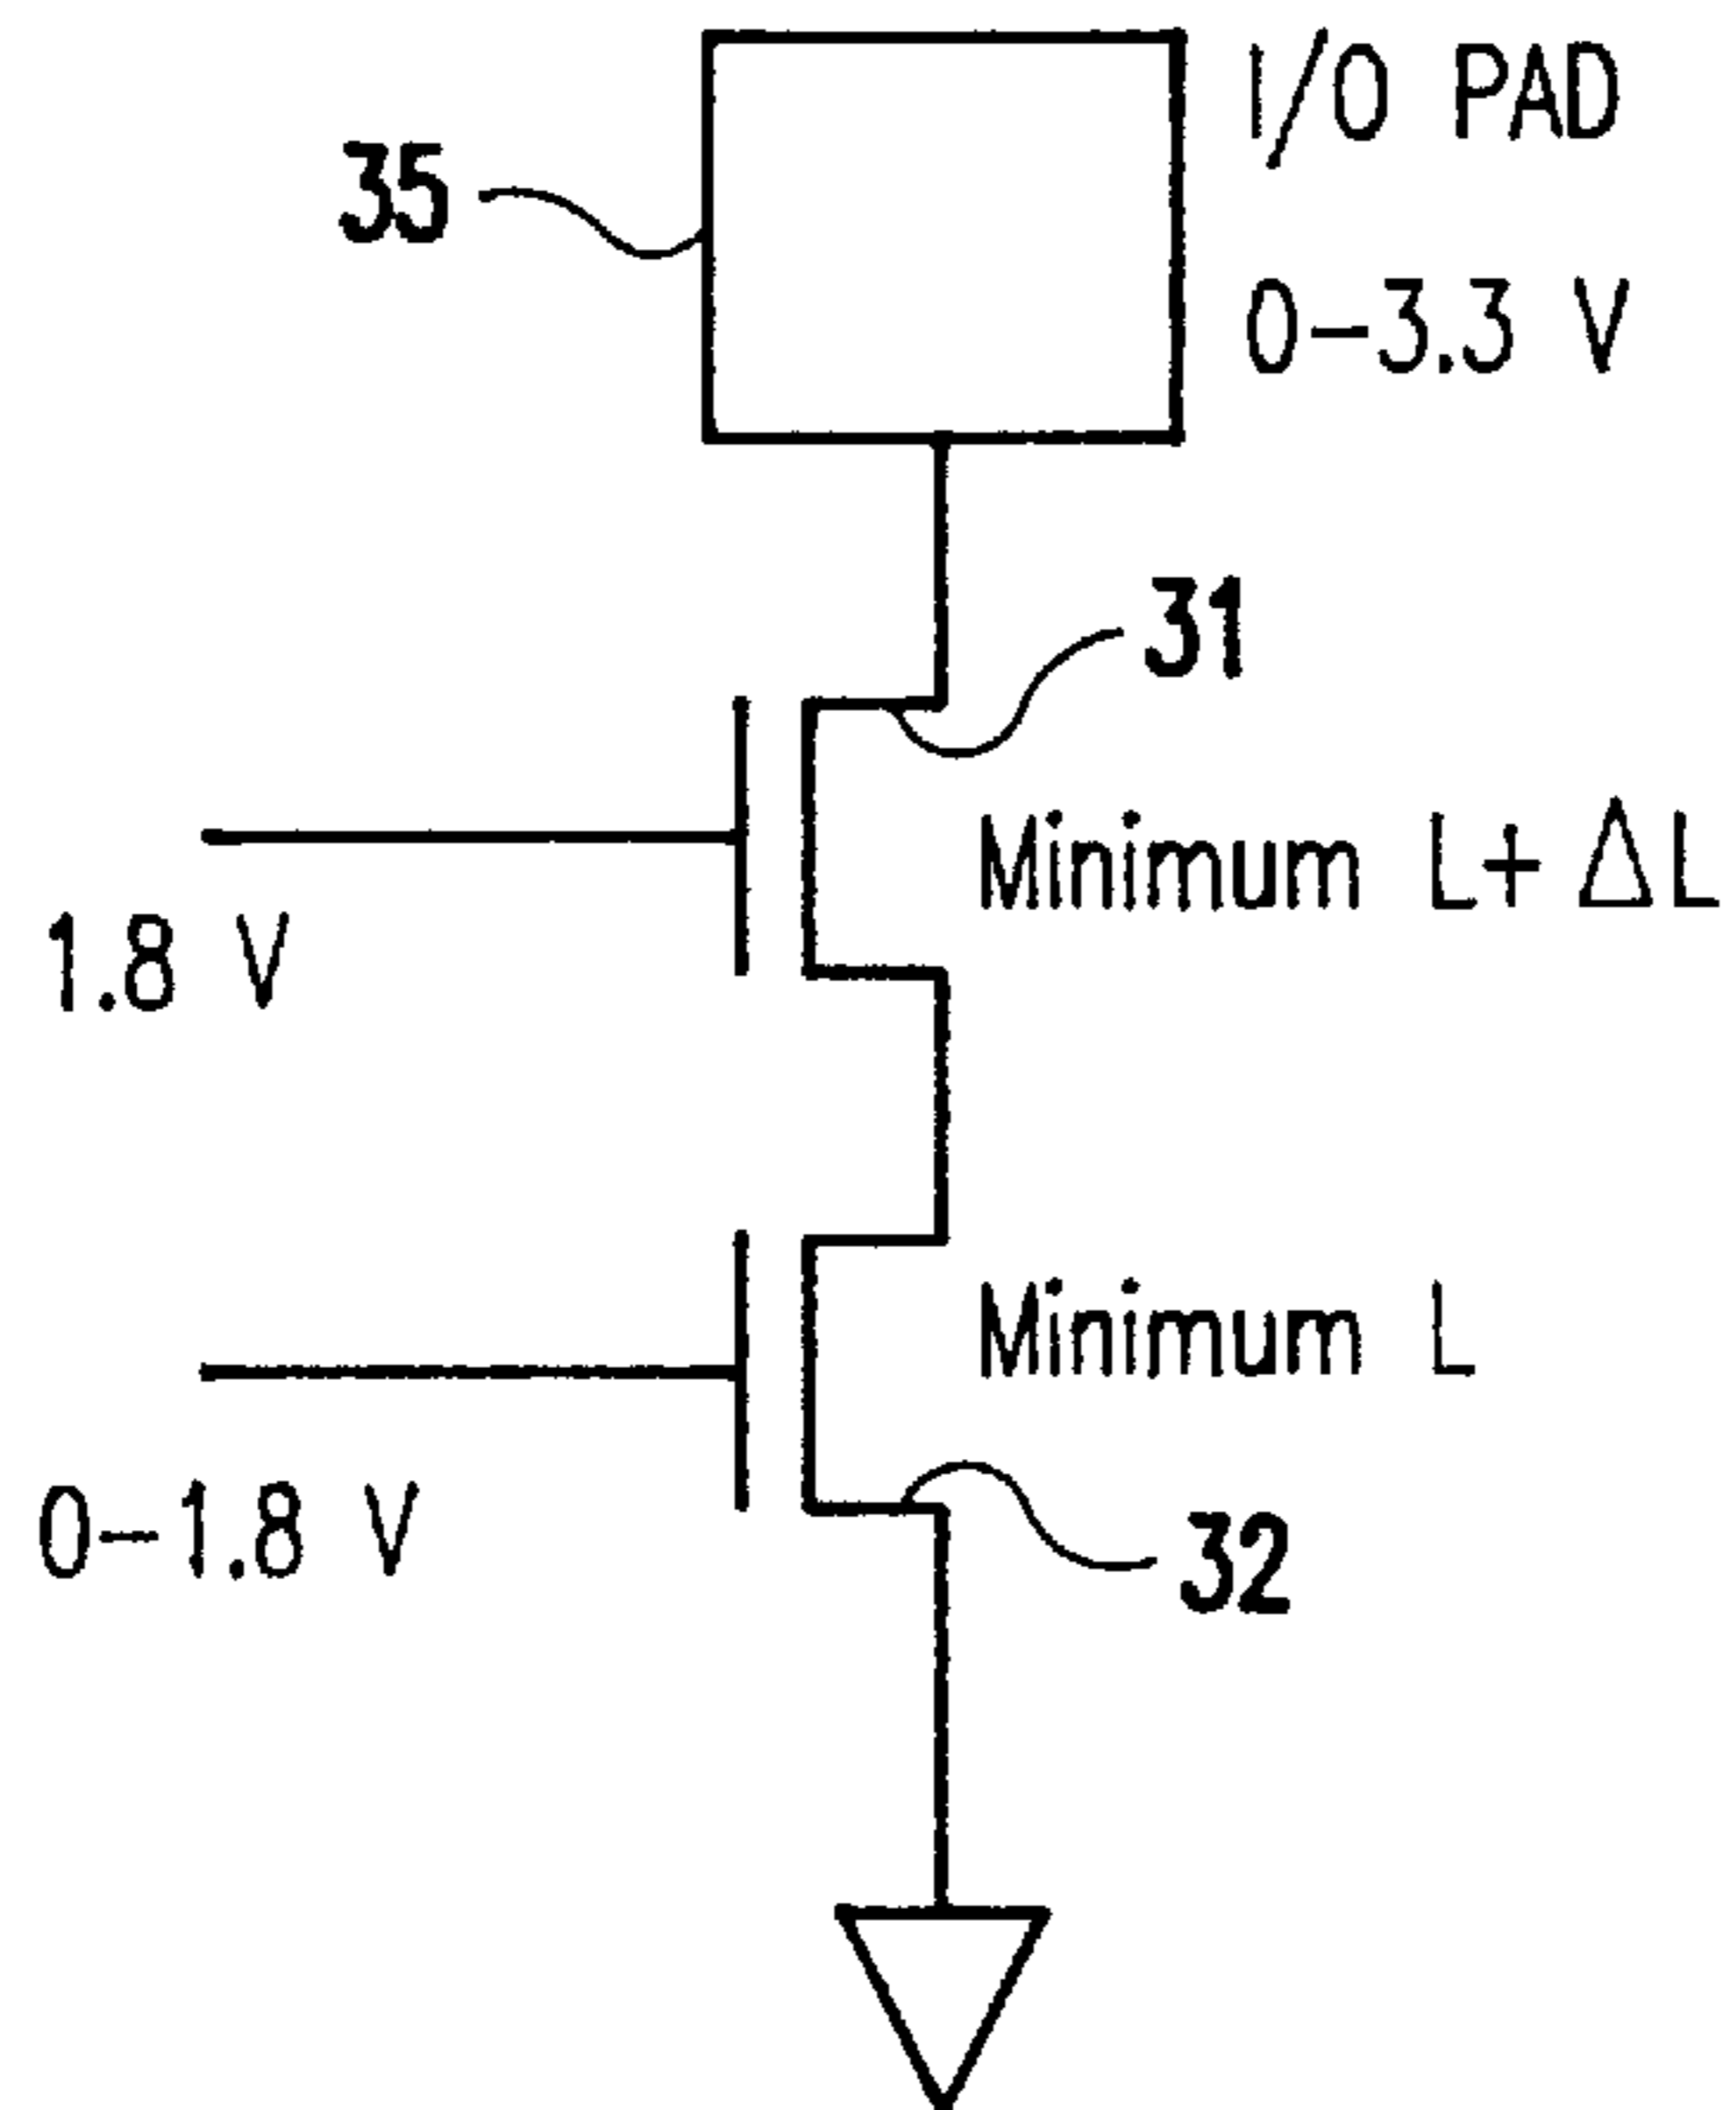 I/O PAD
35
0-3.3 V
31
Minimum L+ ΔL
1.8 V
Minimum L
0-1.8 V
32